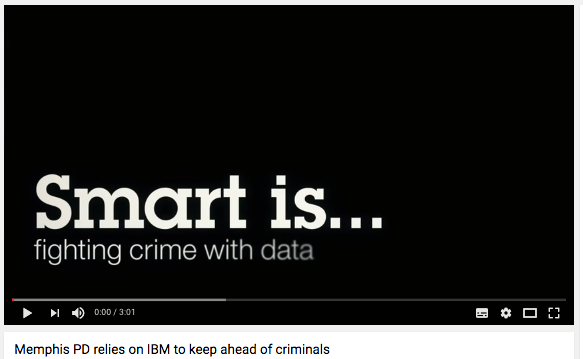 Smart is...
fighting crime with data
0:00 / 3:01
Memphis PD relies on IBM to keep ahead of criminals